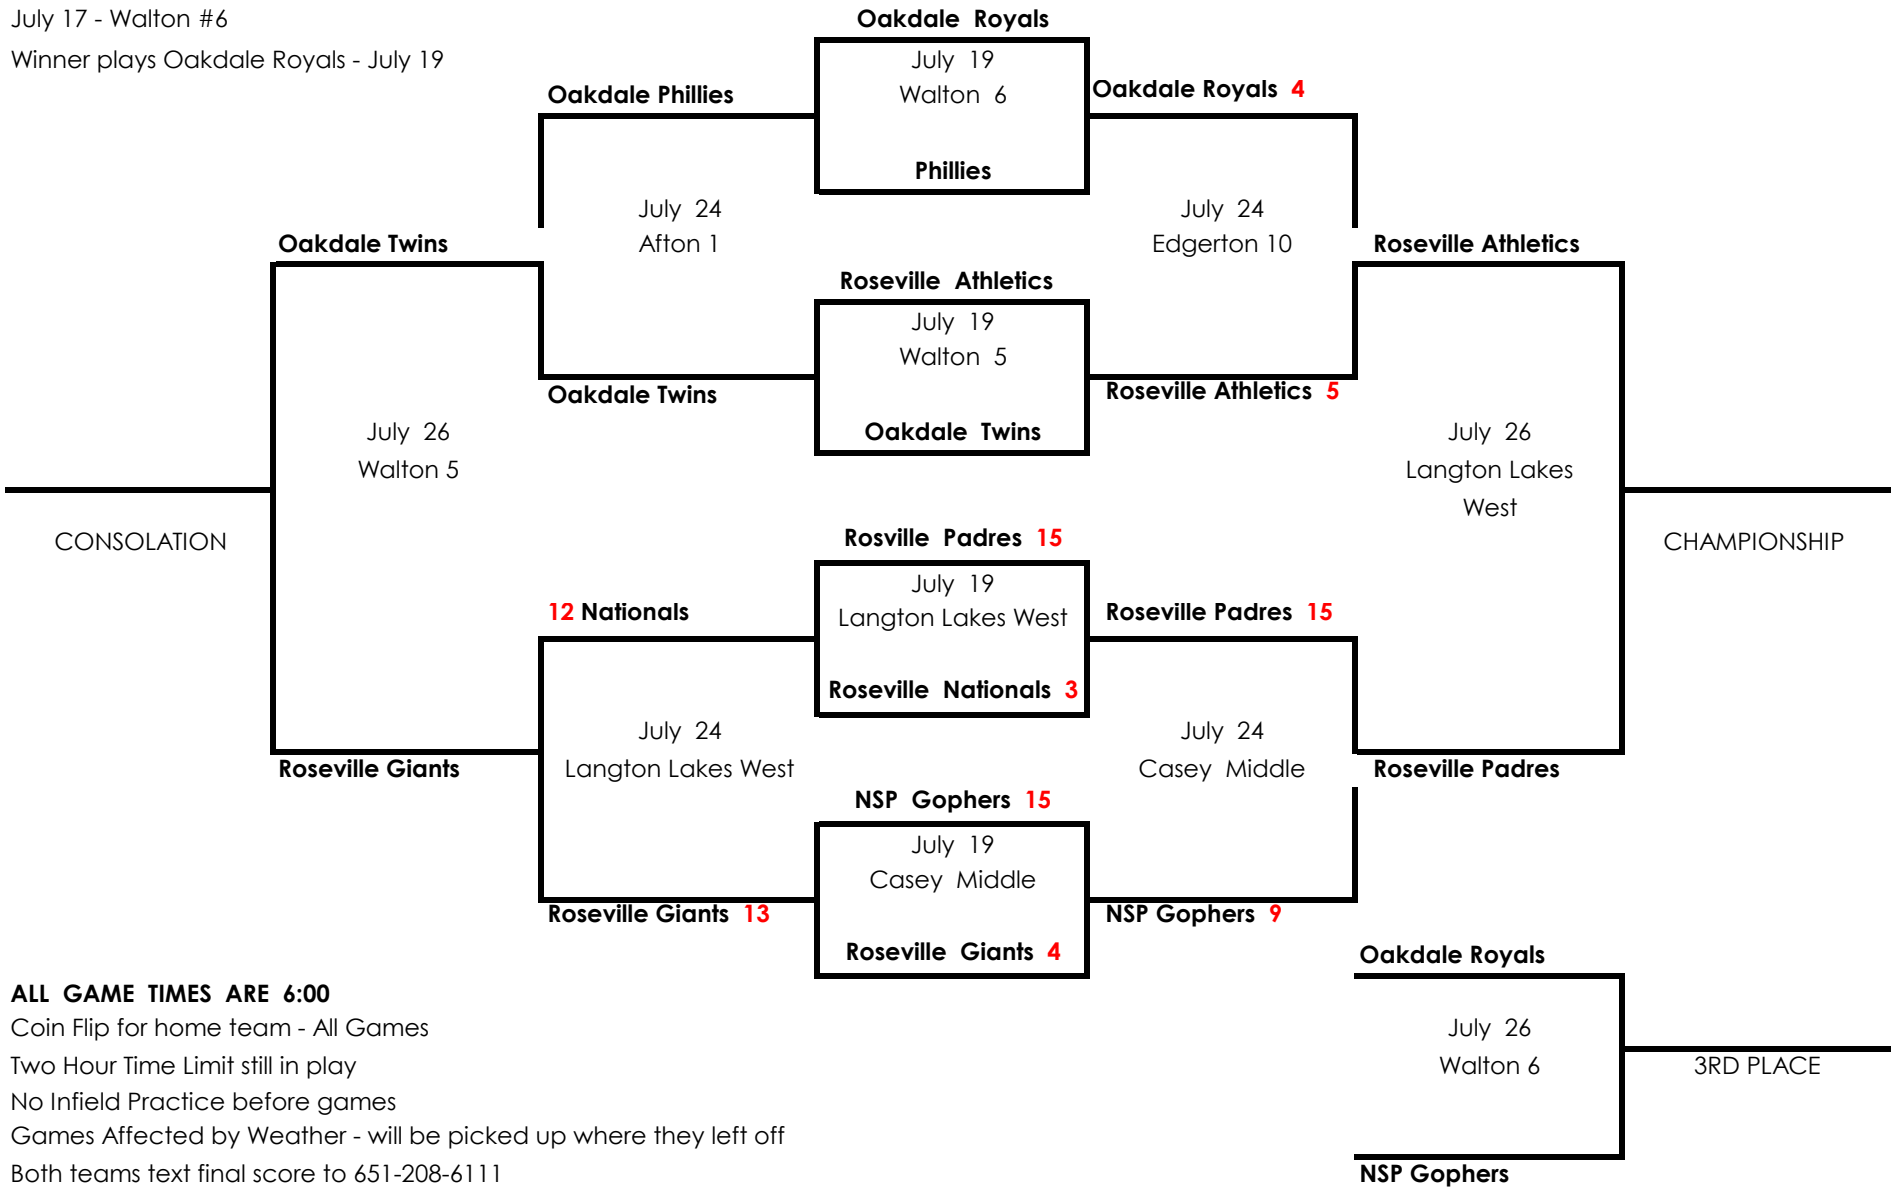 July 17 - Walton #6
Winner plays Oakdale Royals - July 19
Oakdale Royals
July 19
Walton 6
Phillies
Oakdale Phillies
Oakdale Royals 4
July 24
Afton 1
July 24
Edgerton 10
Oakdale Twins
Roseville Athletics
Roseville Athletics
July 19
Walton 5
Oakdale Twins
Oakdale Twins
Roseville Athletics 5
July 26
Walton 5
July 26
Langton Lakes
West
CONSOLATION
CHAMPIONSHIP
Rosville Padres 15
July 19
Langton Lakes West
Roseville Nationals 3
12 Nationals
Roseville Padres 15
July 24
Langton Lakes West
July 24
Casey Middle
Roseville Giants
Roseville Padres
NSP Gophers 15
July 19
Casey Middle
Roseville Giants 4
Roseville Giants 13
NSP Gophers 9
Oakdale Royals
July 26
Walton 6
3RD PLACE
NSP Gophers
ALL GAME TIMES ARE 6:00
Coin Flip for home team - All Games
Two Hour Time Limit still in play
No Infield Practice before games
Games Affected by Weather - will be picked up where they left off
Both teams text final score to 651-208-6111